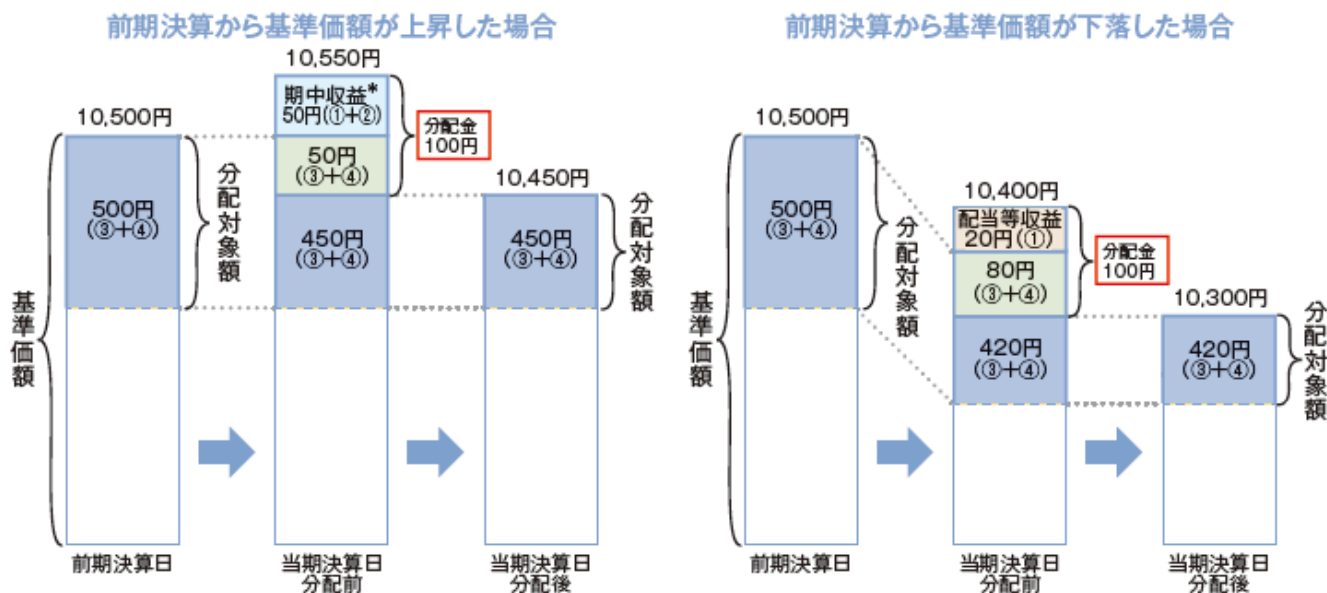 前期決算から基準価額が上昇した場合
10,550円
期中収益*
50円(①+②)
10,500円
分配金
100円
50円
(③+④)
10,450円
500円
(③+④)
分配対象額
450円
(③+④)
450円
(③+④)
分配対象額
基準価額
前期決算日
当期決算日
分配前
当期決算日
分配後
前期決算から基準価額が下落した場合
10,500円
10,400円
500円
(③+④)
分配対象額
配当等収益
20円(①)
分配金
100円
80円
(③+④)
10,300円
基準価額
420円
(③+④)
420円
(③+④)
分配対象額
前期決算日
当期決算日
分配前
当期決算日
分配後